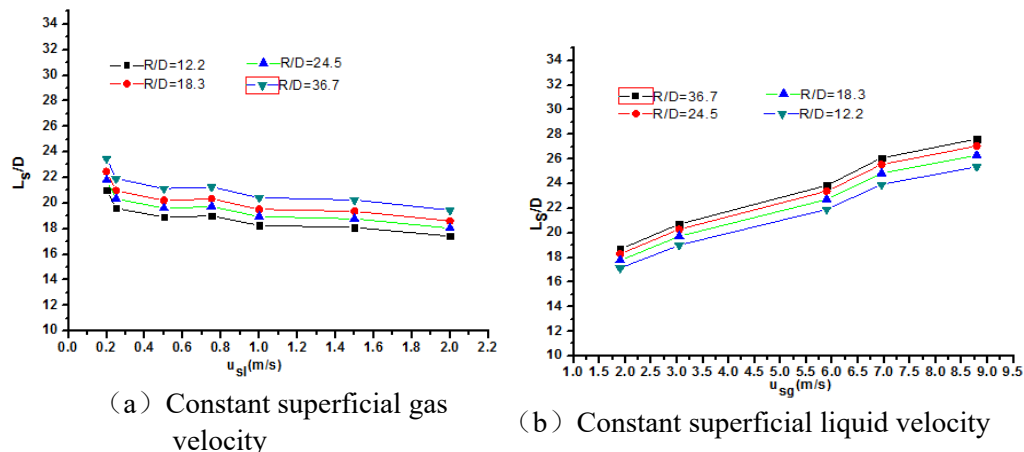 34
32
30
28
26
24
22
20
18
16
14
12
10
Ls/D
R/D=12.2
R/D=24.5
R/D=18.3
R/D=36.7
0.0 0.2 0.4 0.6 0.8 1.0 1.2 1.4 1.6 1.8 2.0 2.2
usl(m/s)
(a) Constant superficial gas
velocity
34
32
30
28
26
24
22
20
18
16
14
12
10
Ls/D
R/D=36.7
R/D=18.3
R/D=24.5
R/D=12.2
1.0 1.5 2.0 2.5 3.0 3.5 4.0 4.5 5.0 5.5 6.0 6.5 7.0 7.5 8.0 8.5 9.0 9.5
usg(m/s)
(b) Constant superficial liquid velocity